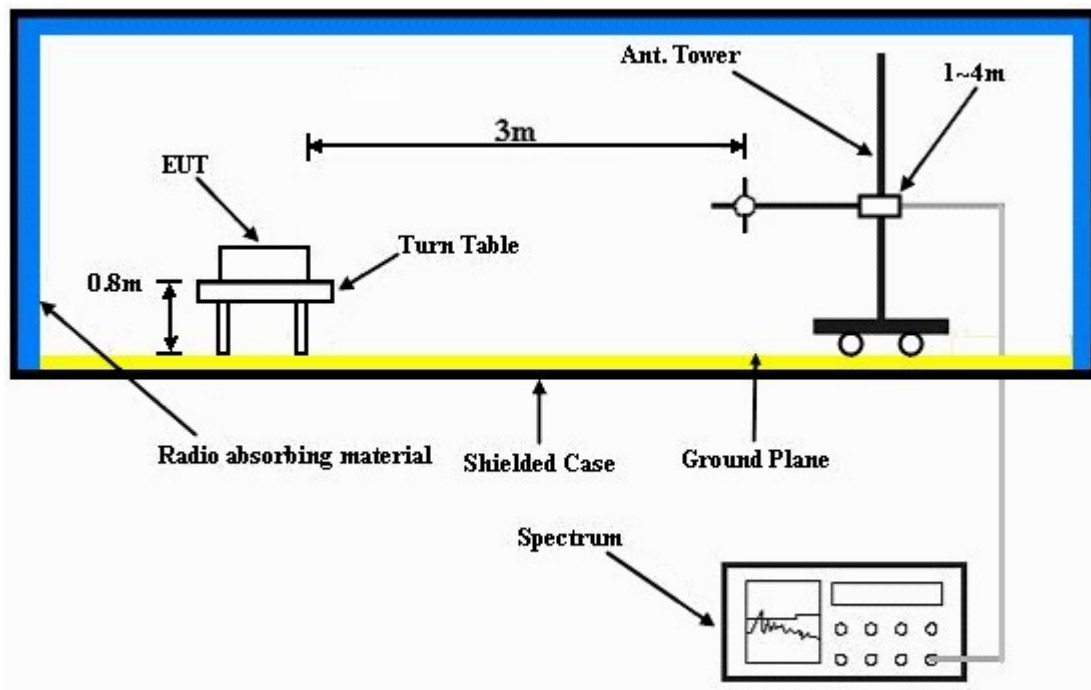 Ant. Tower
1~4m
3m
EUT
Turn Table
0.8m
Radio absorbing material
Shielded Case
Ground Plane
Spectrum